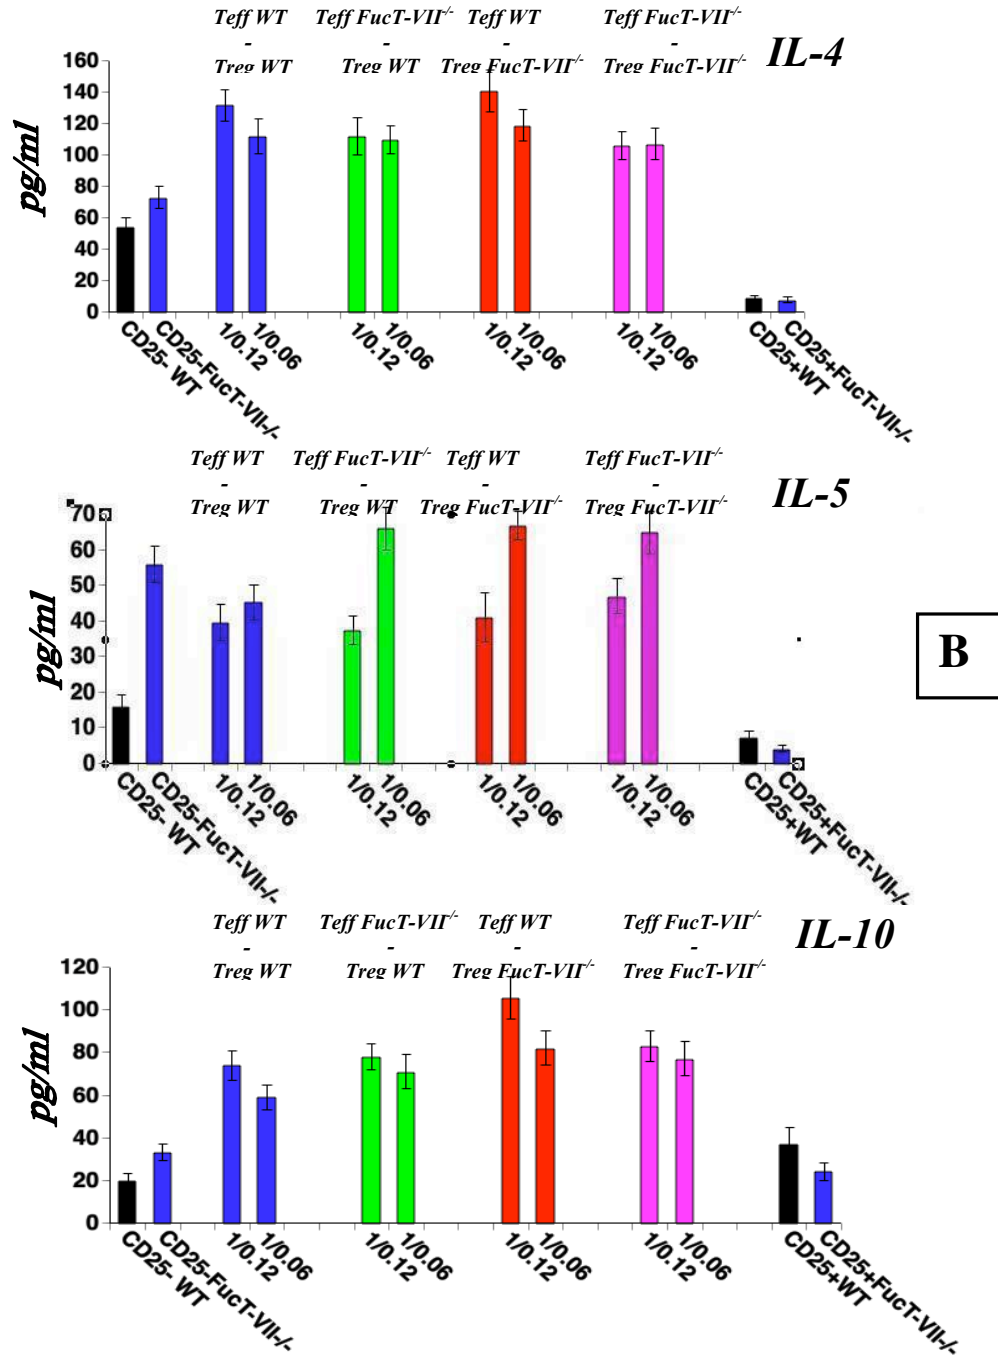 Teff WT Teff FucT-VII-/- Teff WT Teff FucT-VII-/-
- - - -
Treg WT Treg WT Treg FucT-VII-/- Treg FucT-VII-/-
IL-4
pg/ml
160
140
120
100
80
60
40
20
0
CD25- WT CD25-FucT-VII-/- 1/0.12 1/0.06 1/0.12 1/0.06 1/0.12 1/0.06 1/0.12 1/0.06 CD25+WT CD25+FucT-VII-/-
Teff WT Teff FucT-VII-/- Teff WT Teff FucT-VII-/-
- - - -
Treg WT Treg WT Treg FucT-VII-/- Treg FucT-VII-/-
IL-5
pg/ml
70
60
50
40
30
20
10
0
CD25- WT CD25-FucT-VII-/- 1/0.12 1/0.06 1/0.12 1/0.06 1/0.12 1/0.06 1/0.12 1/0.06 CD25+WT CD25+FucT-VII-/-
B
Teff WT Teff FucT-VII-/- Teff WT Teff FucT-VII-/-
- - - -
Treg WT Treg WT Treg FucT-VII-/- Treg FucT-VII-/-
IL-10
pg/ml
120
100
80
60
40
20
0
CD25- WT CD25-FucT-VII-/- 1/0.12 1/0.06 1/0.12 1/0.06 1/0.12 1/0.06 1/0.12 1/0.06 CD25+WT CD25+FucT-VII-/-